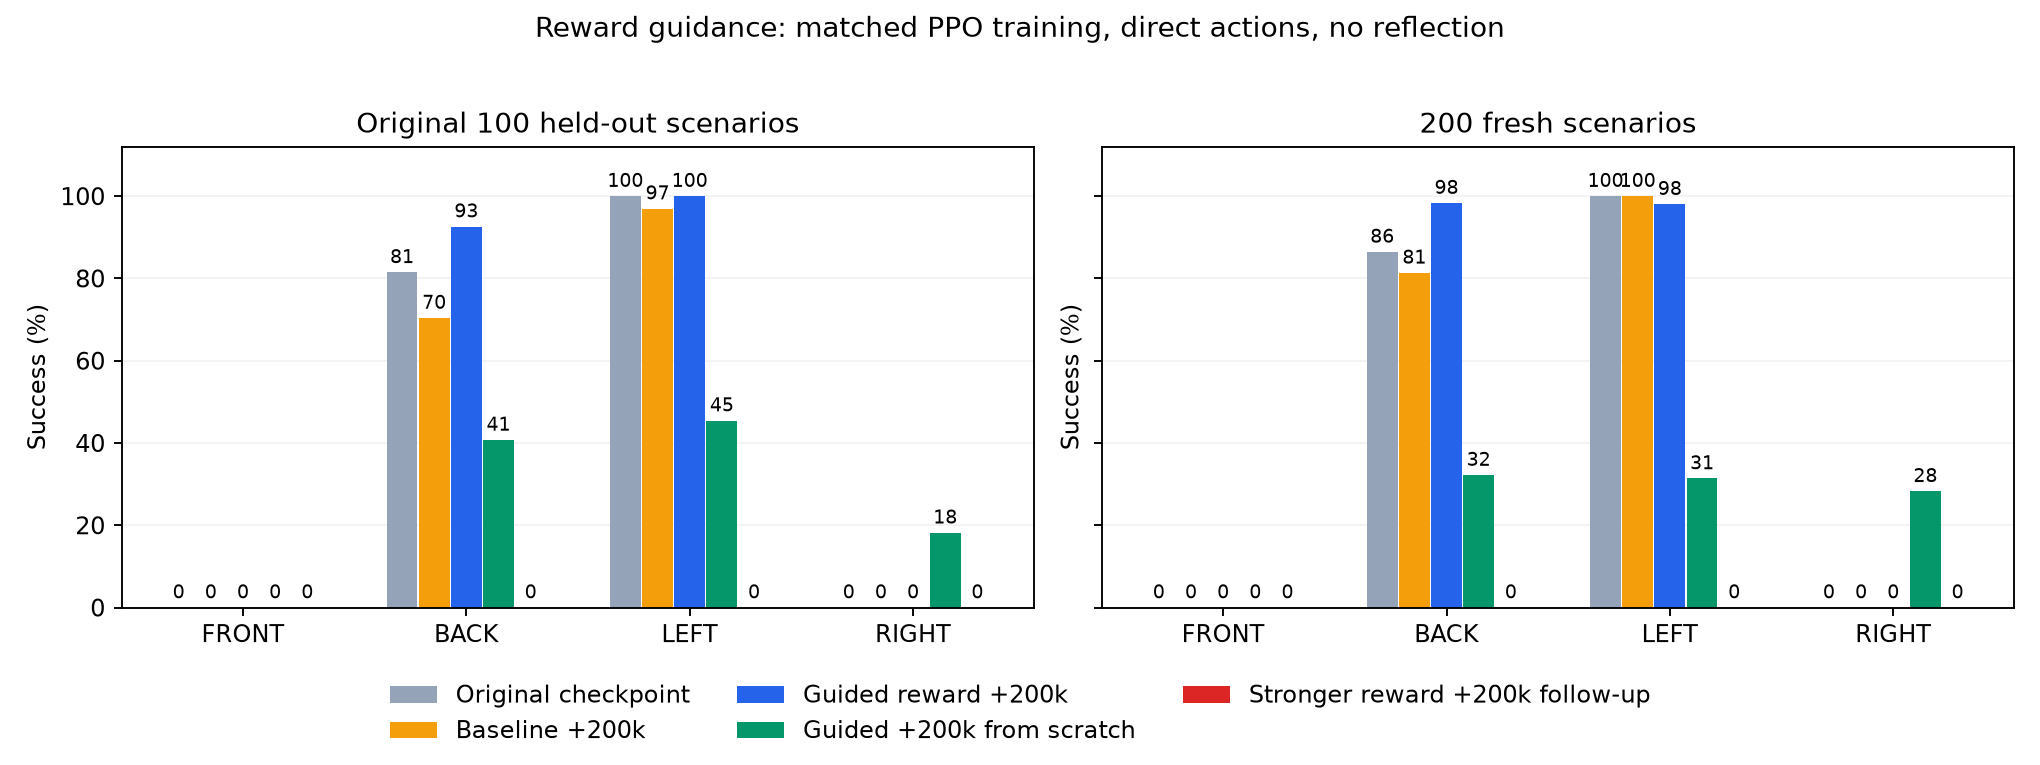 Reward guidance: matched PPO training, direct actions, no reflection
Original 100 held-out scenarios
Success (%)
100
80
60
40
20
0
0 0 0 0 0
81 70 93 41 0
100 97 100 45 0
0 0 0 18 0
FRONT BACK LEFT RIGHT
200 fresh scenarios
Success (%)
0 0 0 0 0
86 81 98 32 0
100 100 98 31 0
0 0 0 28 0
FRONT BACK LEFT RIGHT
Original checkpoint
Baseline +200k
Guided reward +200k
Guided +200k from scratch
Stronger reward +200k follow-up